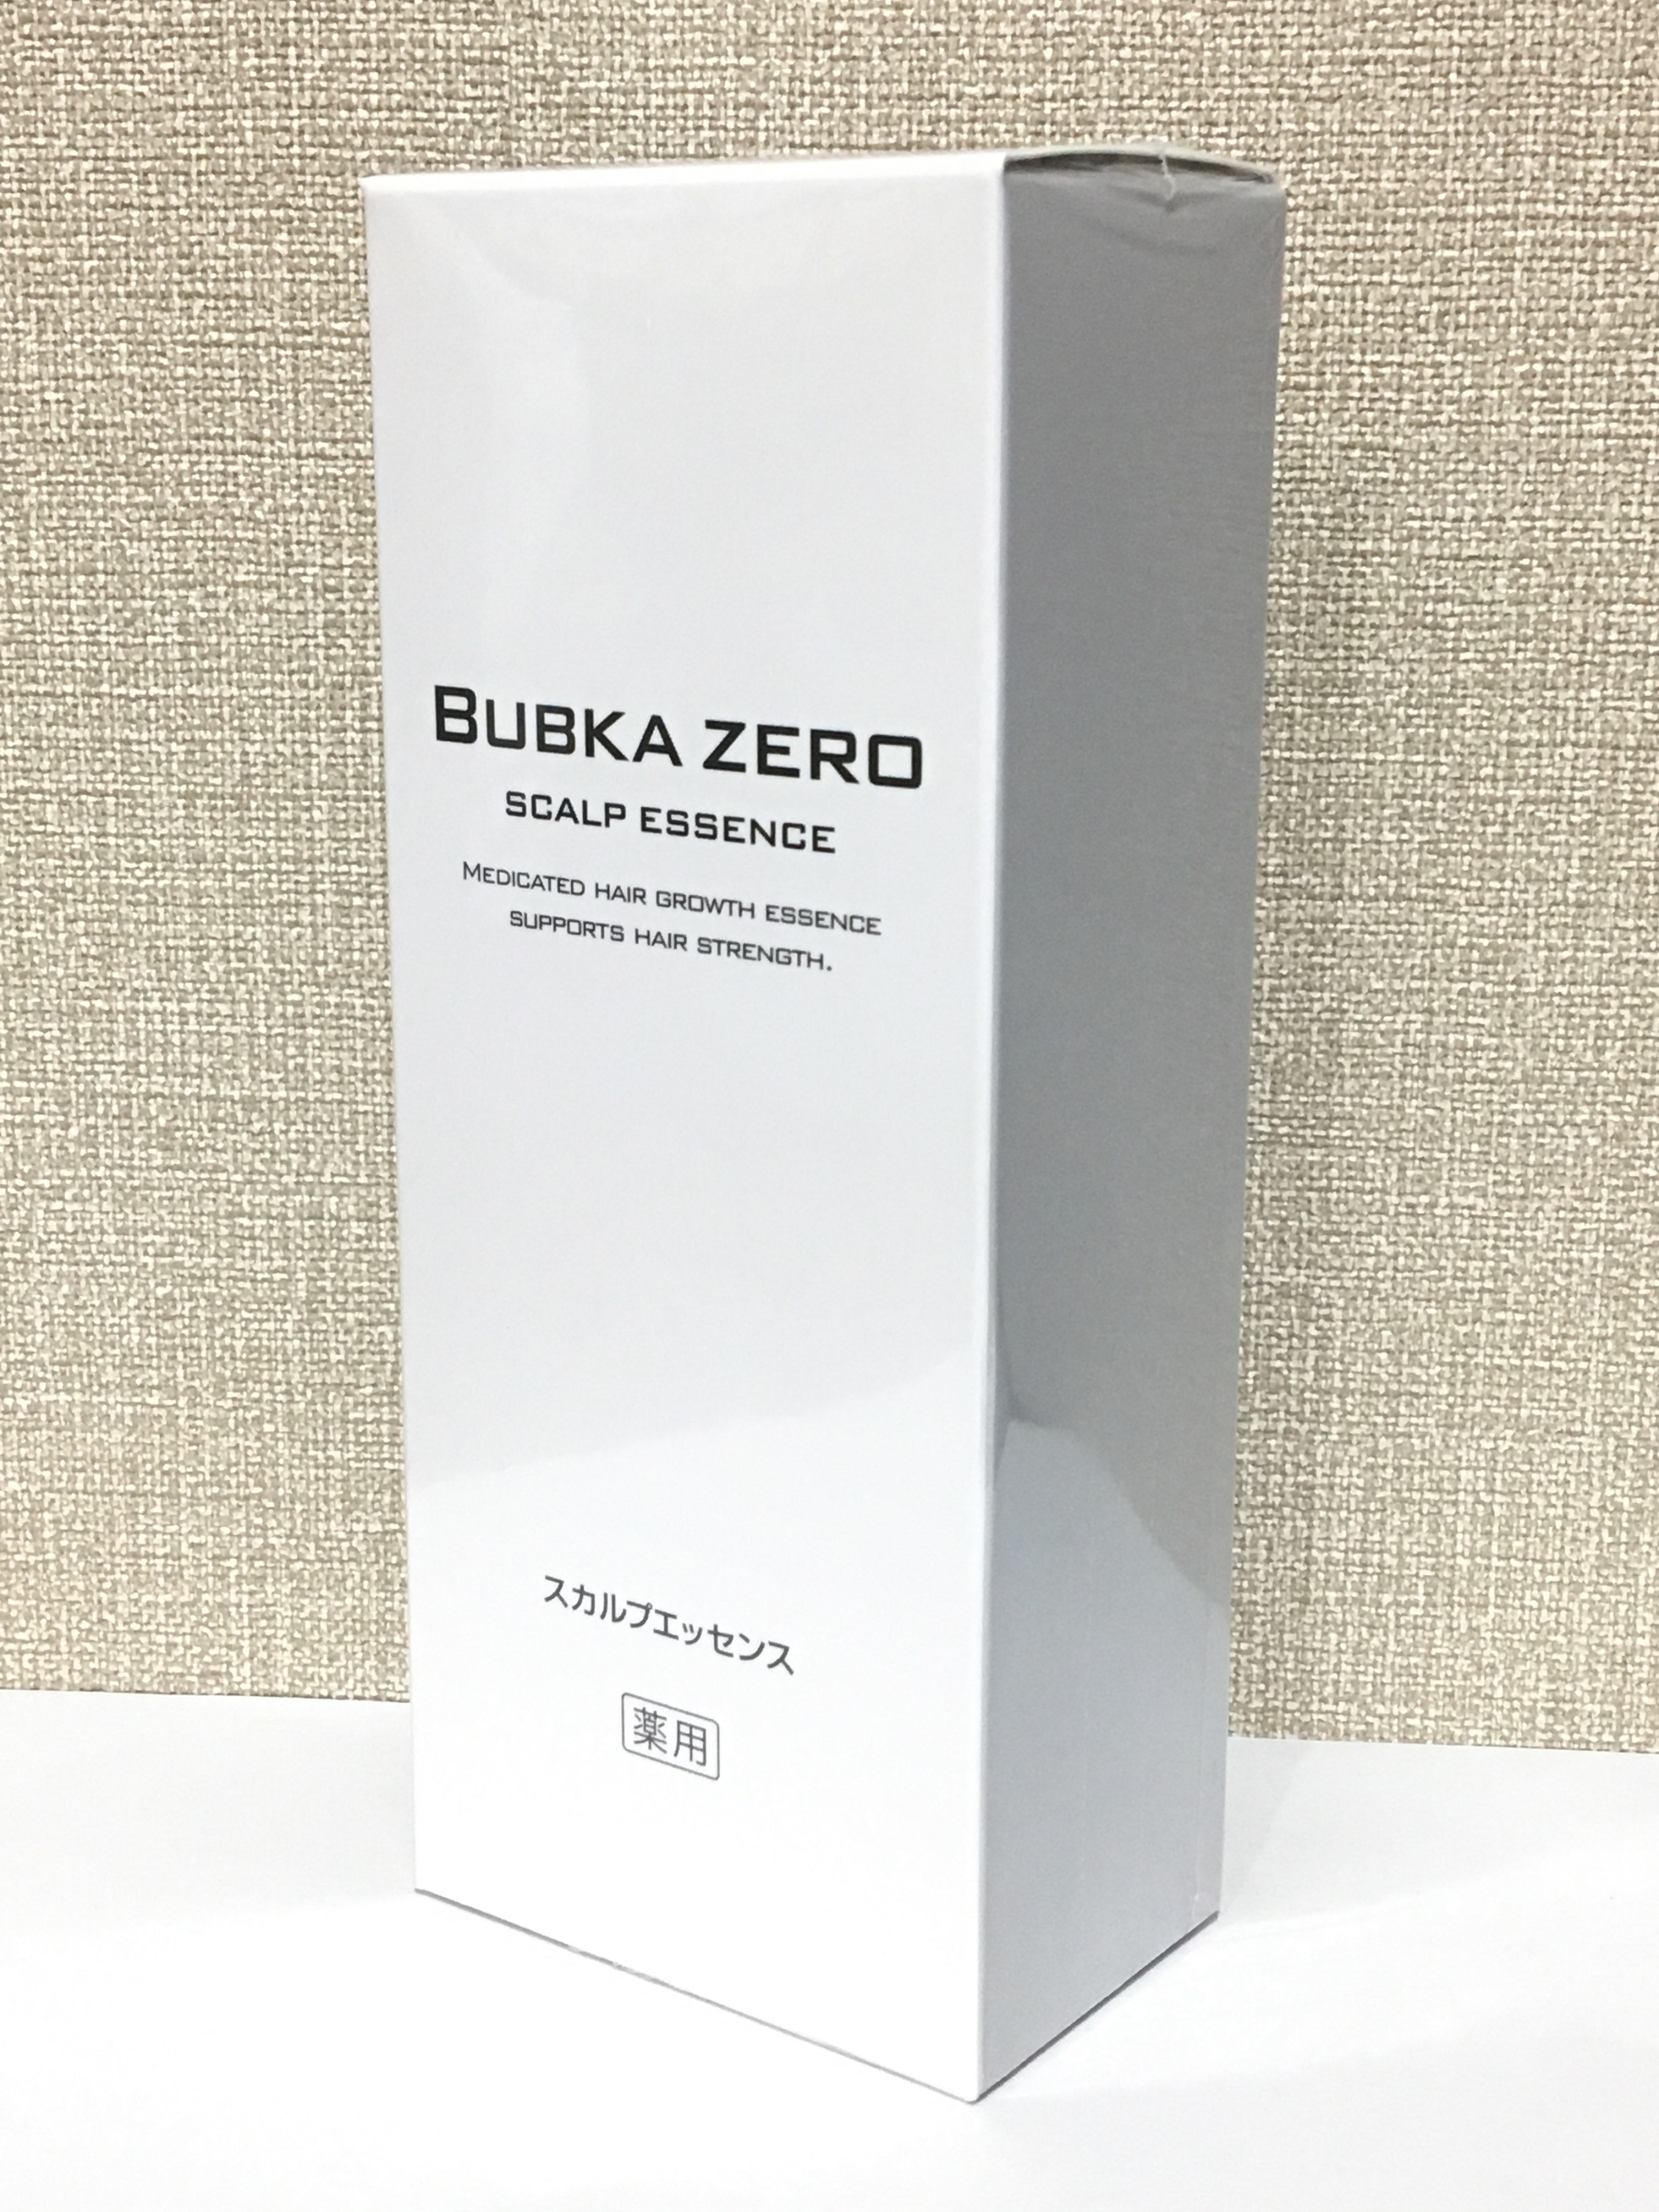 BUBKA ZERO
SCALP ESSENCE
MEDICATED HAIR GROWTH ESSENCE
SUPPORTS HAIR STRENGTH.
スカルプエッセンス
薬用